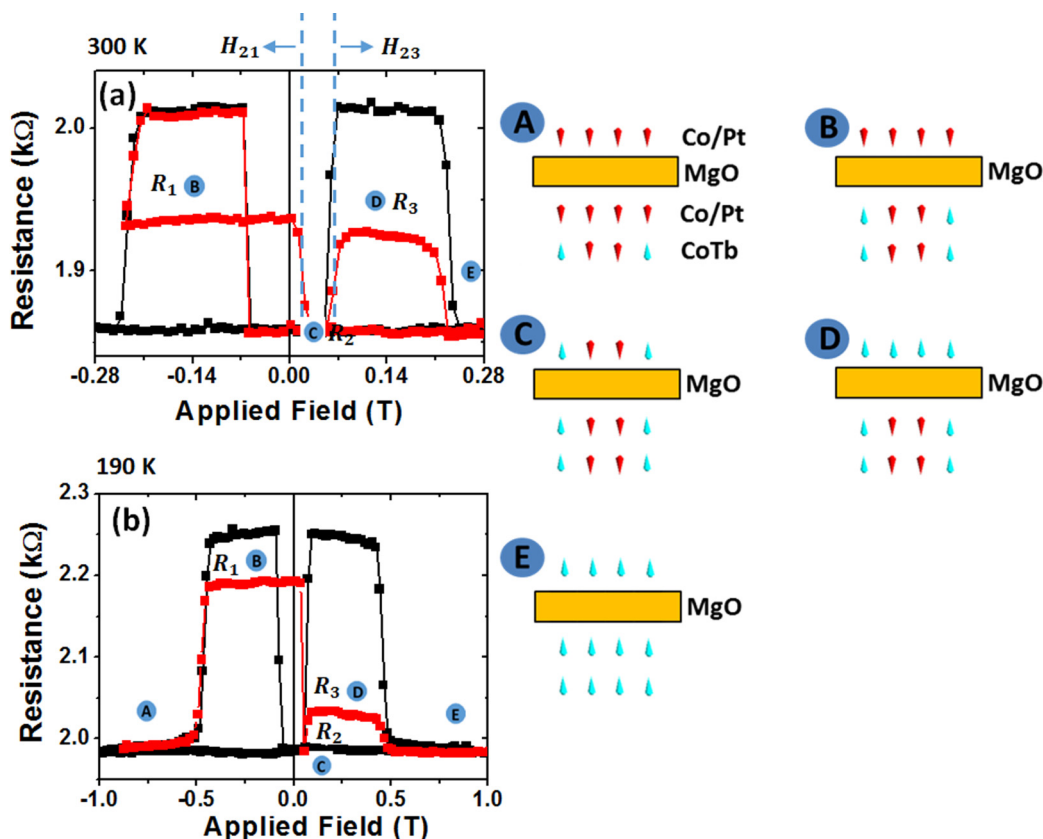 300 K
H₂₁
H₂₃
(a)
2.0
1.9
R₁ B
D R₃
E
C R₂
Resistance (kΩ)
-0.28 -0.14 0.00 0.14 0.28
Applied Field (T)
A
Co/Pt
MgO
Co/Pt
CoTb
B
MgO
C
MgO
D
MgO
190 K
(b)
2.3
2.2
2.1
2.0
R₁ B
R₃ D
A
E
R₂
C
Resistance (kΩ)
-1.0 -0.5 0.0 0.5 1.0
Applied Field (T)
E
MgO